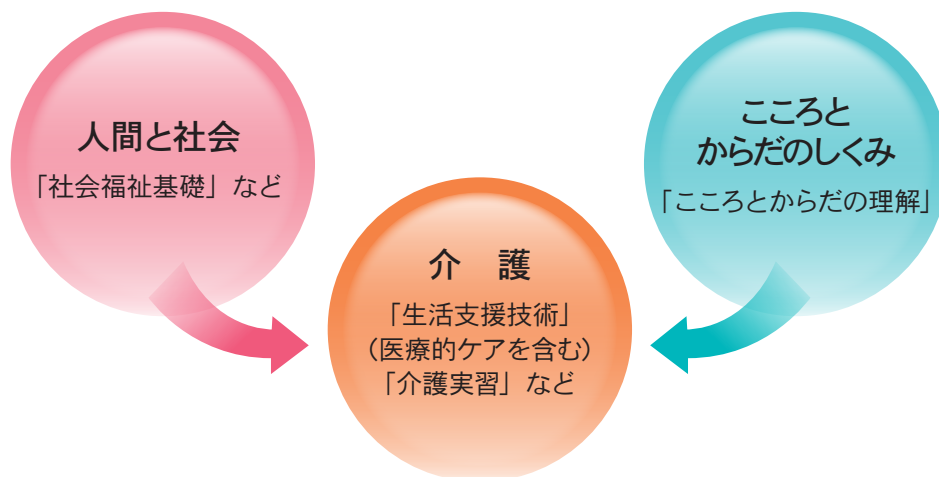 人間と社会
「社会福祉基礎」など
こころと
からだのしくみ
「こころとからだの理解」
介　護
「生活支援技術」
（医療的ケアを含む）
「介護実習」など